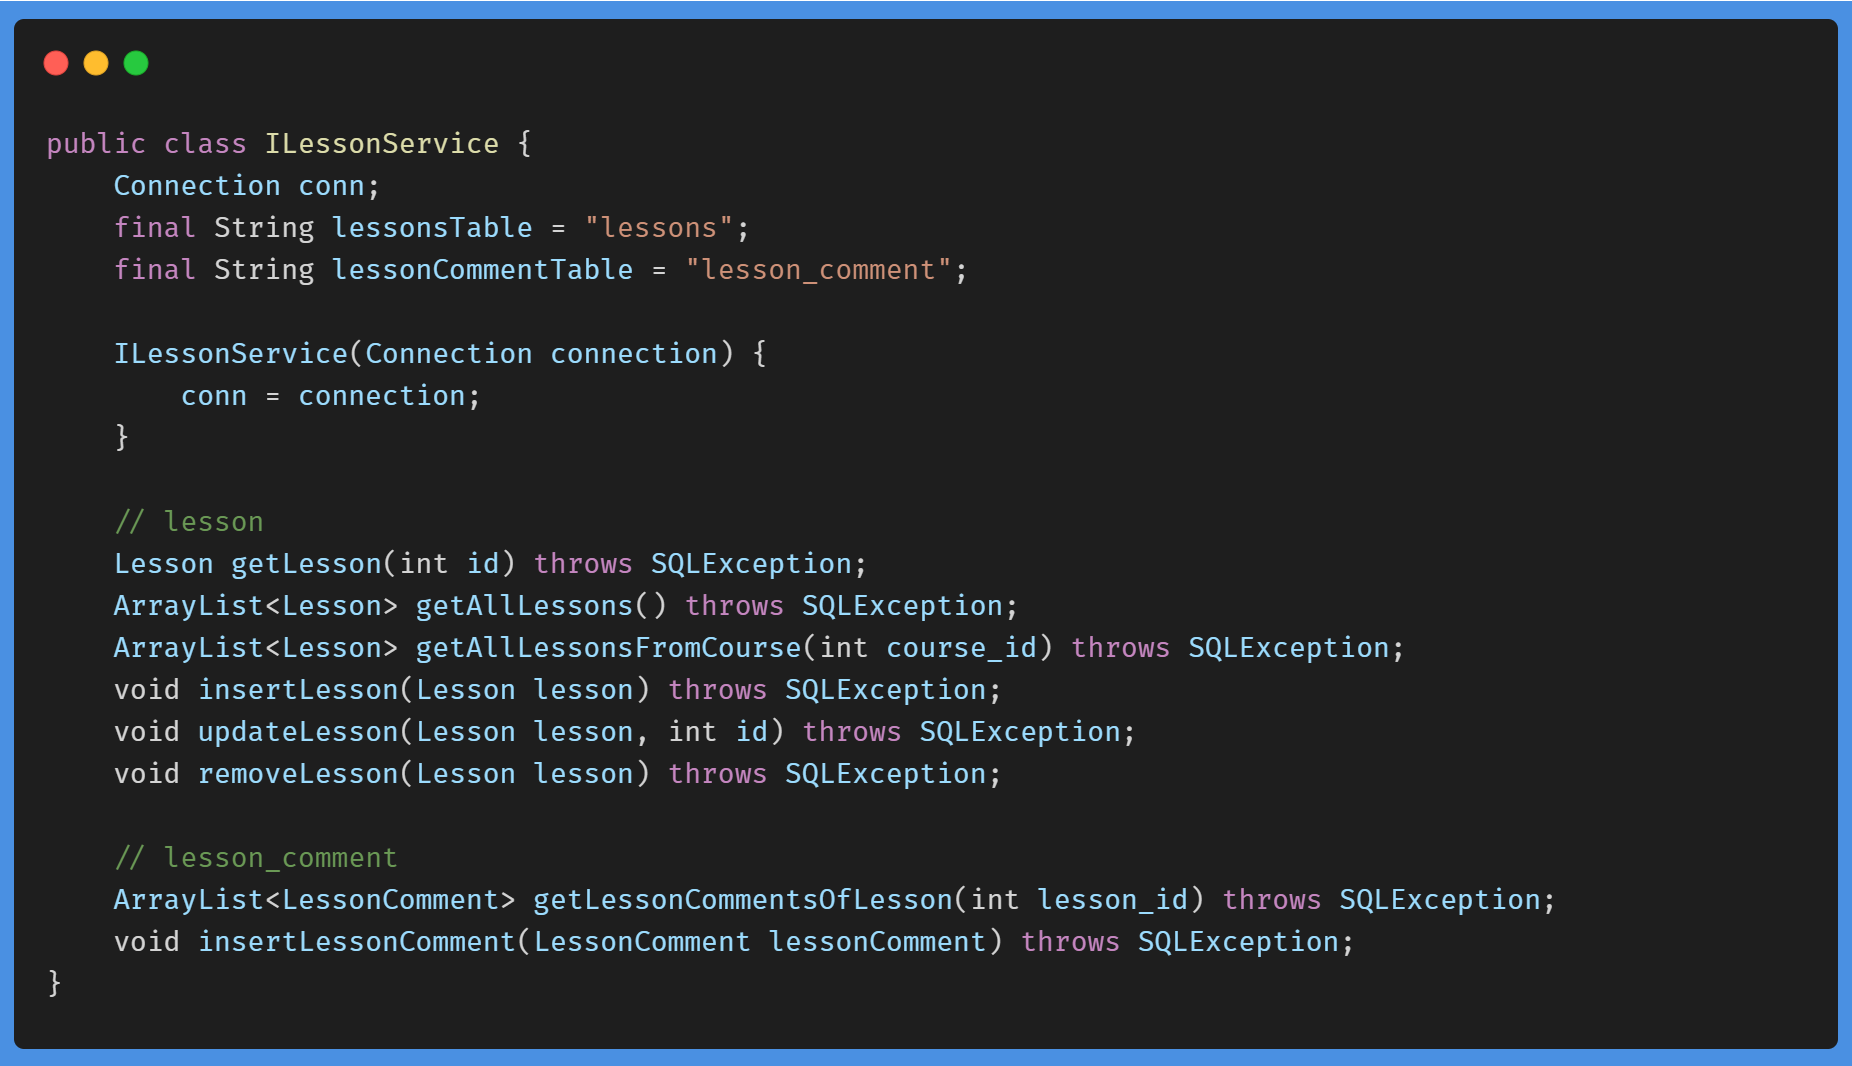 public class ILessonService {
    Connection conn;
    final String lessonsTable = "lessons";
    final String lessonCommentTable = "lesson_comment";

    ILessonService(Connection connection) {
        conn = connection;
    }

    // lesson
    Lesson getLesson(int id) throws SQLException;
    ArrayList<Lesson> getAllLessons() throws SQLException;
    ArrayList<Lesson> getAllLessonsFromCourse(int course_id) throws SQLException;
    void insertLesson(Lesson lesson) throws SQLException;
    void updateLesson(Lesson lesson, int id) throws SQLException;
    void removeLesson(Lesson lesson) throws SQLException;

    // lesson_comment
    ArrayList<LessonComment> getLessonCommentsOfLesson(int lesson_id) throws SQLException;
    void insertLessonComment(LessonComment lessonComment) throws SQLException;
}